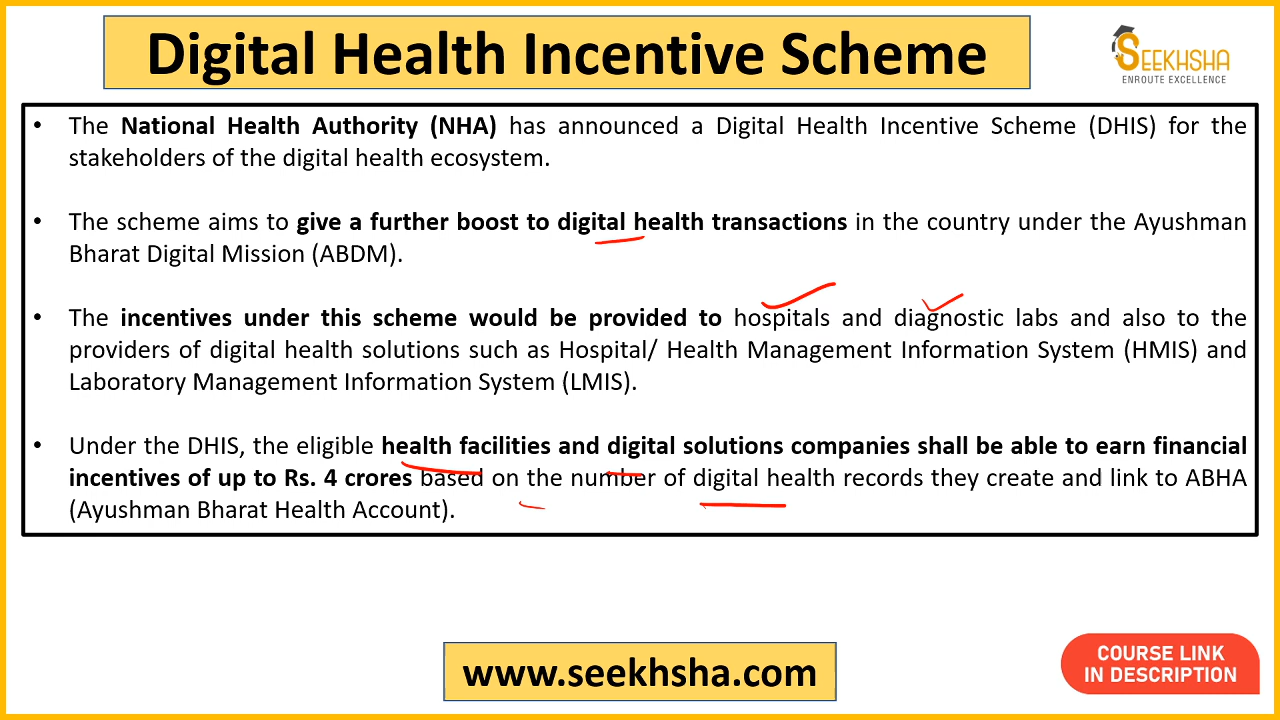 Digital Health Incentive Scheme
SEEKHSHA
ENROUTE EXCELLENCE
• The National Health Authority (NHA) has announced a Digital Health Incentive Scheme (DHIS) for the
stakeholders of the digital health ecosystem.
• The scheme aims to give a further boost to digital health transactions in the country under the Ayushman
Bharat Digital Mission (ABDM).
• The incentives under this scheme would be provided to hospitals and diagnostic labs and also to the
providers of digital health solutions such as Hospital/ Health Management Information System (HMIS) and
Laboratory Management Information System (LMIS).
• Under the DHIS, the eligible health facilities and digital solutions companies shall be able to earn financial
incentives of up to Rs. 4 crores based on the number of digital health records they create and link to ABHA
(Ayushman Bharat Health Account).
www.seekhsha.com
COURSE LINK
IN DESCRIPTION